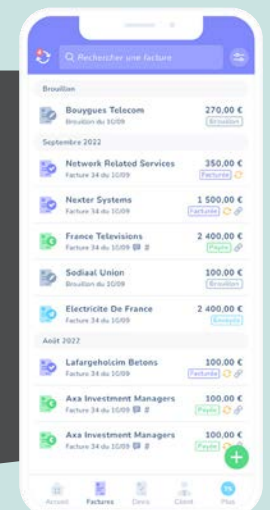 Rechercher une facture
Brouillon
Bouygues Telecom 270,00 €
Brouillon du 10/09 Brouillon
Septembre 2022
Network Related Services 350,00 €
Facture 34 du 10/09 Facturée
Nexter Systems 1 500,00 €
Facture 34 du 10/09 Facturée
France Televisions 2 400,00 €
Facture 34 du 10/09 Payée
Sodiaal Union 100,00 €
Brouillon du 10/09 Brouillon
Electricite De France 2 400,00 €
Facture 34 du 10/09 Envoyée
Août 2022
Lafargeholcim Betons 100,00 €
Facture 34 du 10/09 Facturée
Axa Investment Managers 100,00 €
Facture 34 du 10/09 Payée
Axa Investment Managers 100,00 €
Facture 34 du 10/09 Payée
Accueil Factures Devis Client Plus